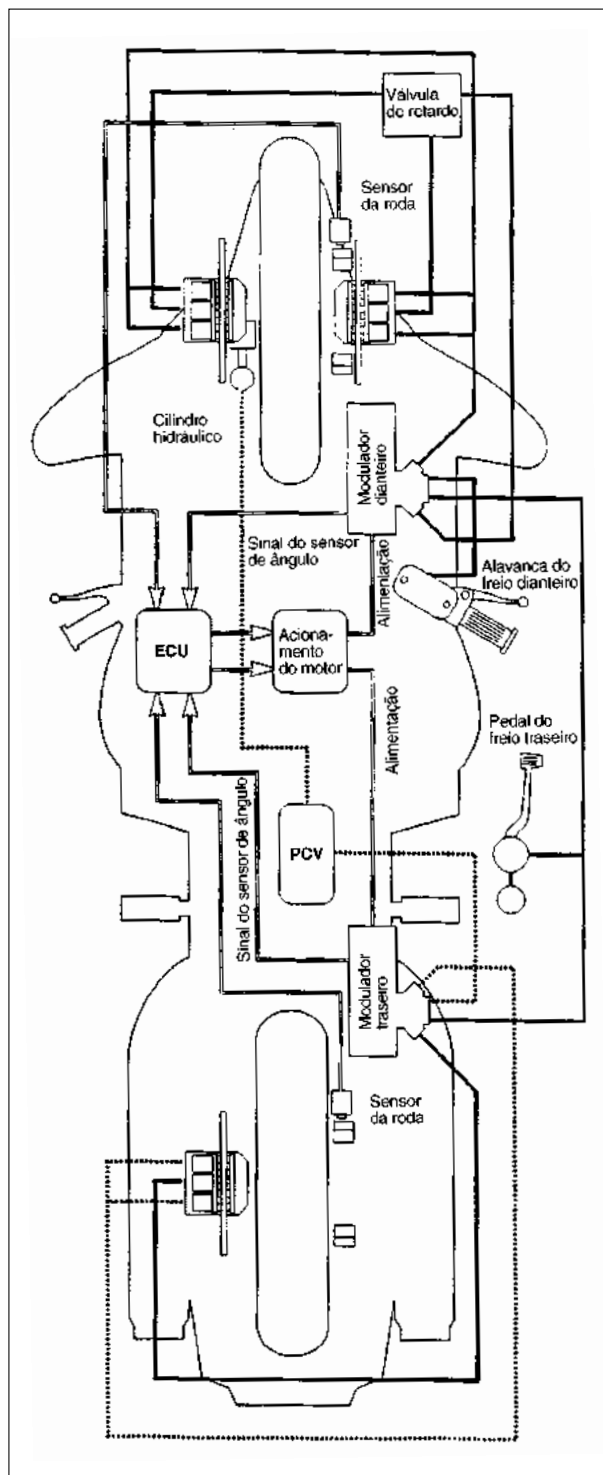 Válvula
de retardo
Sensor
da roda
Cilindro
hidráulico
Modulador
dianteiro
Sinal do sensor
de ângulo
Alimentação
Alavanca do
freio dianteiro
ECU
Aciona-
mento
do motor
Alimentação
Pedal do
freio traseiro
Sinal do sensor de ângulo
PCV
Modulador
traseiro
Sensor
da roda